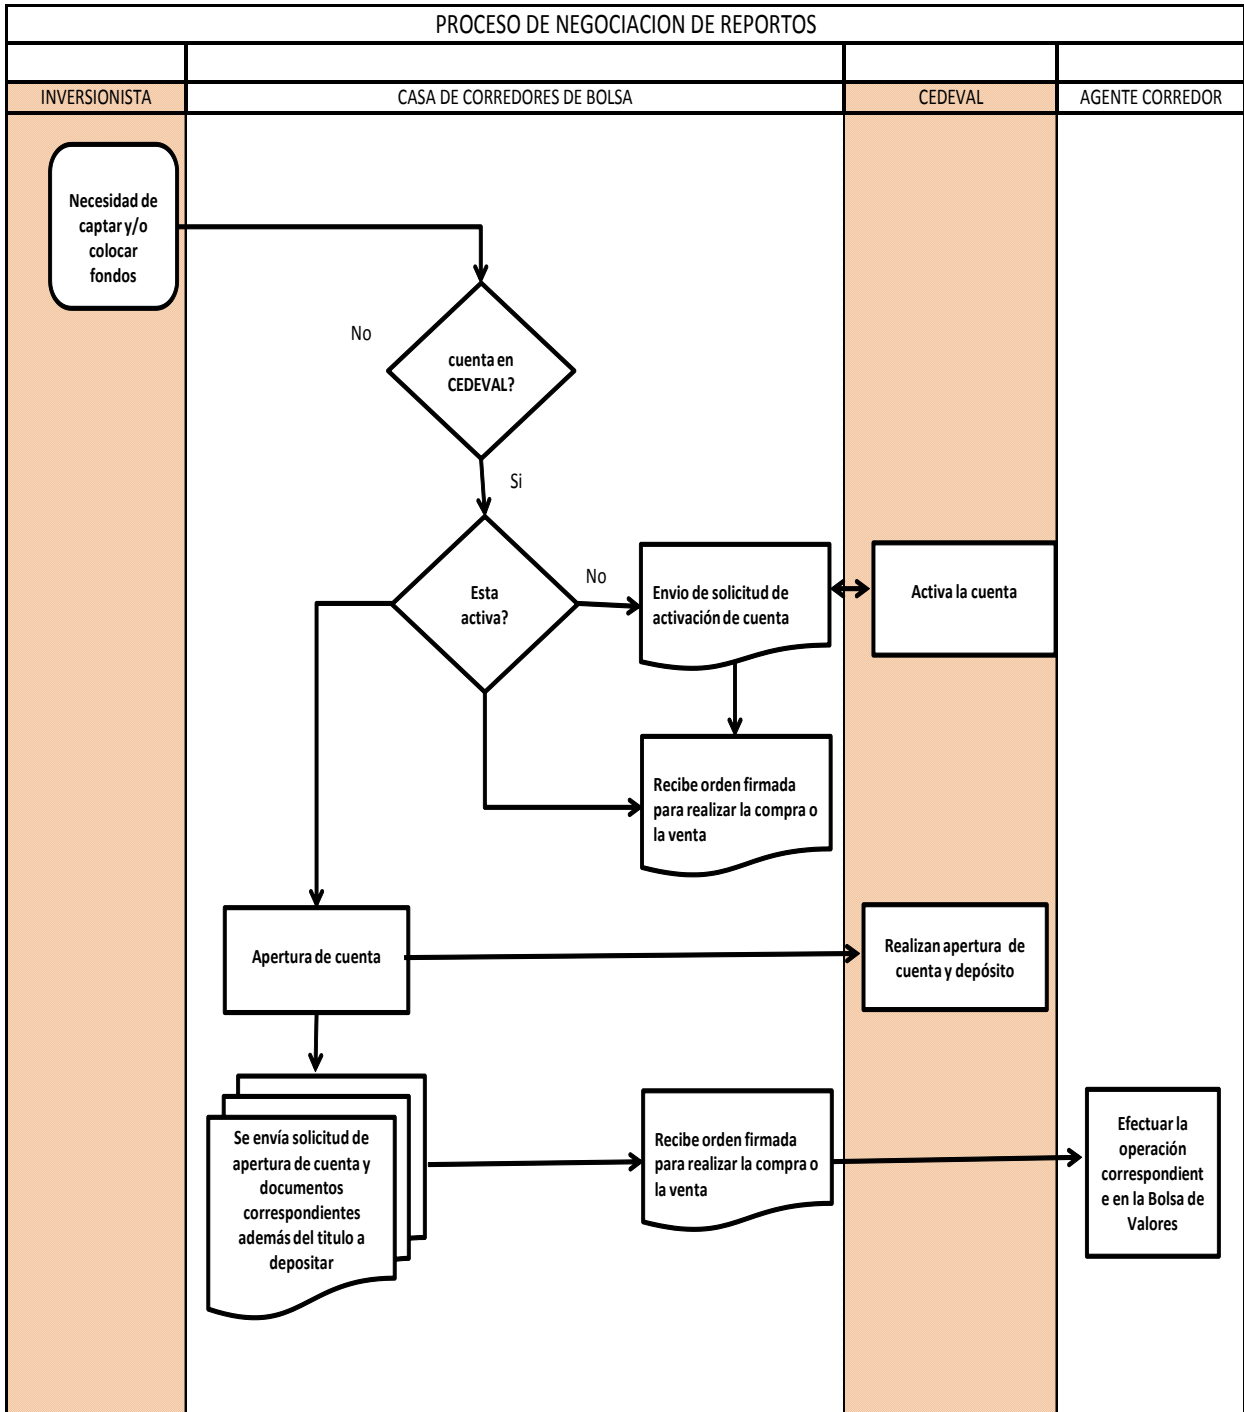 PROCESO DE NEGOCIACION DE REPORTOS
INVERSIONISTA
CASA DE CORREDORES DE BOLSA
CEDEVAL
AGENTE CORREDOR
Necesidad de
captar y/o
colocar
fondos
No
cuenta en
CEDEVAL?
Si
Esta
activa?
No
Envio de solicitud de
activación de cuenta
Activa la cuenta
Recibe orden firmada
para realizar la compra o
la venta
Apertura de cuenta
Realizan apertura de
cuenta y depósito
Se envía solicitud de
apertura de cuenta y
documentos
correspondientes
además del titulo a
depositar
Recibe orden firmada
para realizar la compra o
la venta
Efectuar la
operación
correspondient
e en la Bolsa de
Valores